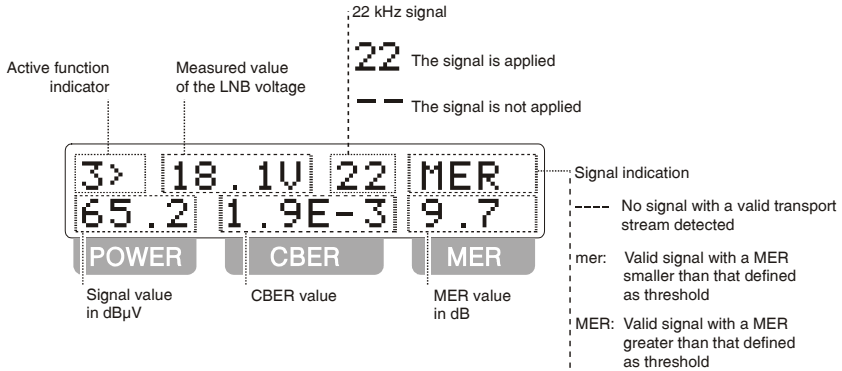 22 kHz signal
22 The signal is applied
-- The signal is not applied
Active function
indicator
Measured value
of the LNB voltage
3> 18.1V 22 MER
65.2 1.9E-3 9.7
POWER CBER MER
Signal value
in dBµV
CBER value
MER value
in dB
Signal indication
---- No signal with a valid transport
stream detected
mer: Valid signal with a MER
smaller than that defined
as threshold
MER: Valid signal with a MER
greater than that defined
as threshold